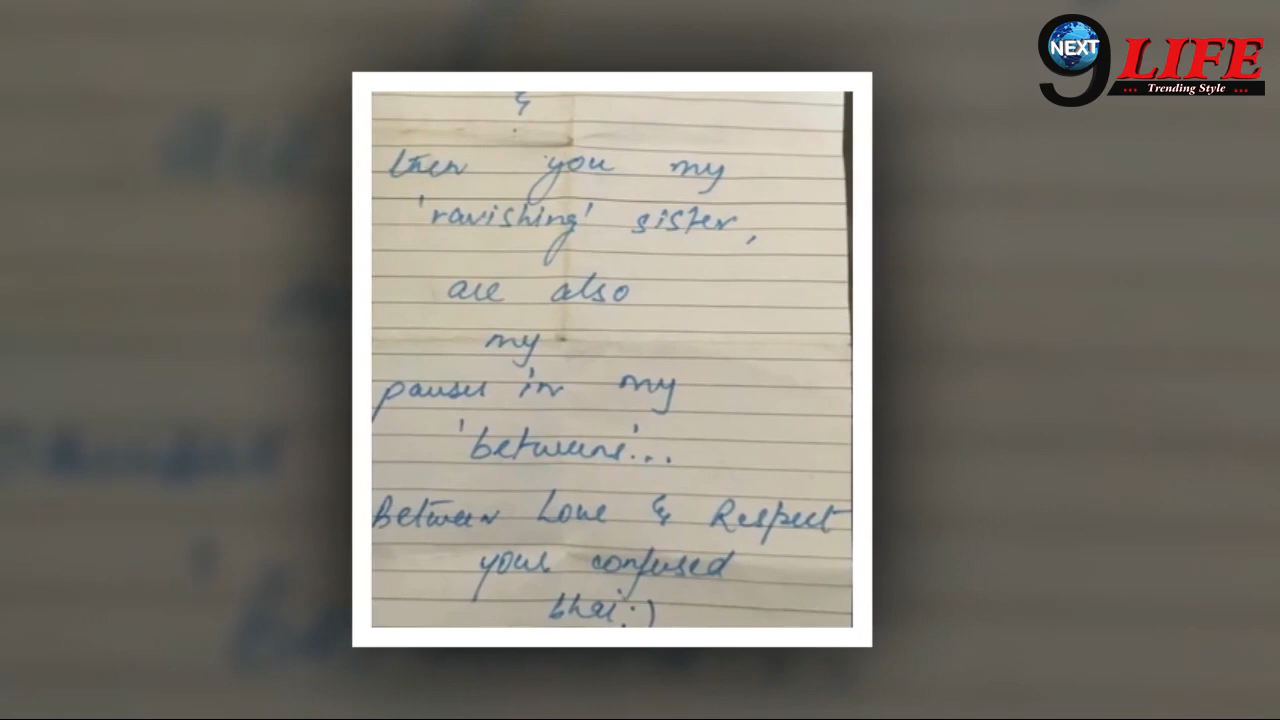 &
then you my
'ravishing' sister,
are also
my
pauses in my
'betweens'...
Between Love & Respect
your confused
bhai:)
9
NEXT
LIFE
... Trending Style ...